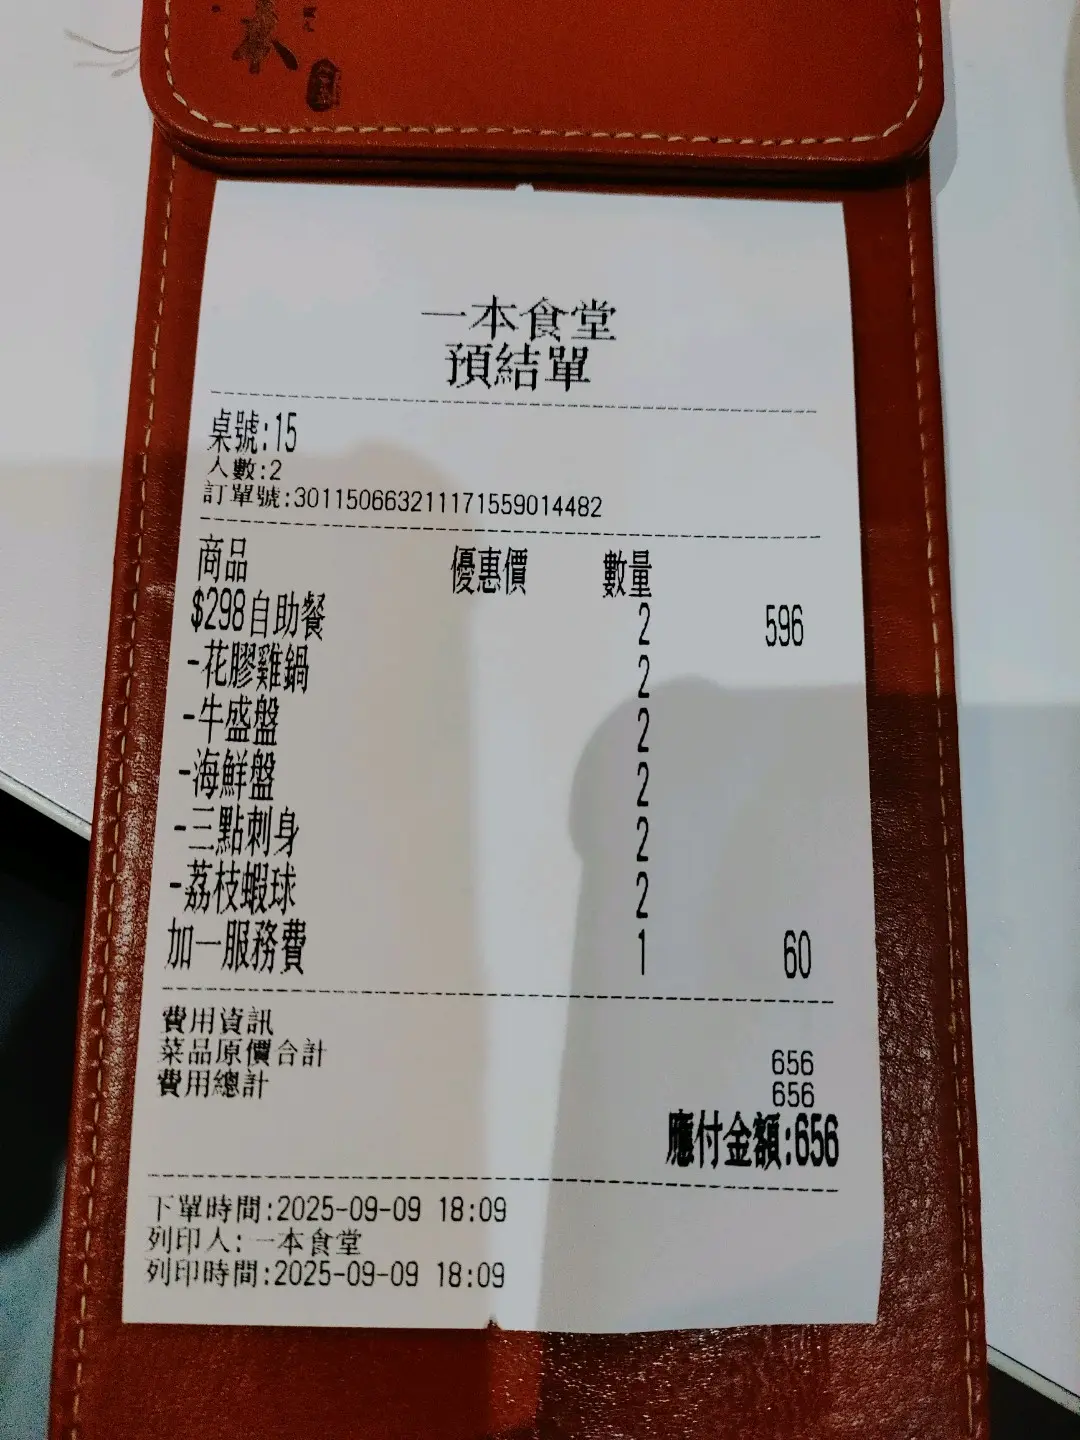 一本食堂
預結單
桌號:15
人數:2
訂單號:3011506632111171559014482
商品 優惠價 數量
$298自助餐 2 596
-花膠雞鍋 2
-牛盛盤 2
-海鮮盤 2
-三點刺身 2
-荔枝蝦球 2
加一服務費 1 60
費用資訊
菜品原價合計 656
費用總計 656
應付金額:656
下單時間:2025-09-09 18:09
列印人:一本食堂
列印時間:2025-09-09 18:09